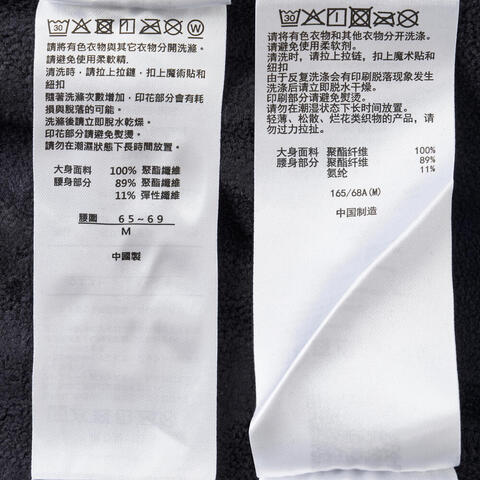 30 W
請將有色衣物與其它衣物分開洗滌.
請避免使用柔軟精.
清洗時,請拉上拉鏈,扣上魔術貼和
紐扣
隨著洗滌次數增加,印花部分會有耗
損與脫落的可能.
洗滌後請立即脫水乾燥.
印花部分請避免熨燙.
請勿在潮濕狀態下長時間放置.
大身面料 100% 聚酯纖維
腰身部分 89% 聚酯纖維
11% 彈性纖維
腰圍 65~69
M
中國製
30
请将有色衣物和其他衣物分开洗涤.
请避免使用柔软剂.
清洗时,请拉上拉链,扣上魔术贴和
纽扣
由于反复洗涤会有印刷脱落现象发生
洗涤后请立即脱水干燥.
印刷部分请避免熨烫.
请勿在潮湿状态下长时间放置.
轻薄、松散、烂花类织物的产品,请
勿过力拉扯.
大身面料 聚酯纤维 100%
腰身部分 聚酯纤维 89%
氨纶 11%
165/68A(M)
中国制造